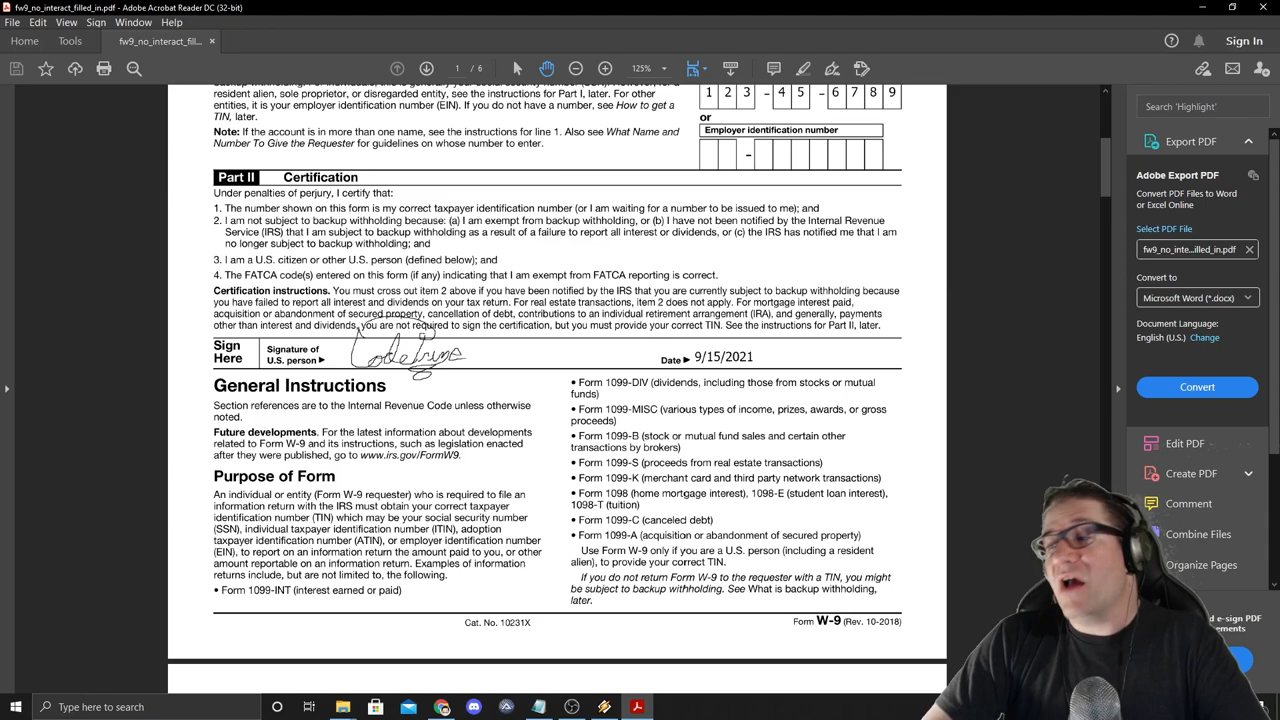 fw9_no_interact_filled_in.pdf - Adobe Acrobat Reader DC (32-bit)
File Edit View Sign Window Help
Home Tools fw9_no_interact_fill... × Sign In
1 / 6 125%
resident alien, sole proprietor, or disregarded entity, see the instructions for Part I, later. For other
entities, it is your employer identification number (EIN). If you do not have a number, see How to get a
TIN, later.
Note: If the account is in more than one name, see the instructions for line 1. Also see What Name and
Number To Give the Requester for guidelines on whose number to enter.
1 2 3 – 4 5 – 6 7 8 9
or
Employer identification number
–
Part II Certification
Under penalties of perjury, I certify that:
1. The number shown on this form is my correct taxpayer identification number (or I am waiting for a number to be issued to me); and
2. I am not subject to backup withholding because: (a) I am exempt from backup withholding, or (b) I have not been notified by the Internal Revenue
Service (IRS) that I am subject to backup withholding as a result of a failure to report all interest or dividends, or (c) the IRS has notified me that I am
no longer subject to backup withholding; and
3. I am a U.S. citizen or other U.S. person (defined below); and
4. The FATCA code(s) entered on this form (if any) indicating that I am exempt from FATCA reporting is correct.
Certification instructions. You must cross out item 2 above if you have been notified by the IRS that you are currently subject to backup withholding because
you have failed to report all interest and dividends on your tax return. For real estate transactions, item 2 does not apply. For mortgage interest paid,
acquisition or abandonment of secured property, cancellation of debt, contributions to an individual retirement arrangement (IRA), and generally, payments
other than interest and dividends, you are not required to sign the certification, but you must provide your correct TIN. See the instructions for Part II, later.
Sign
Here
Signature of
U.S. person ▶
Date ▶ 9/15/2021
General Instructions
Section references are to the Internal Revenue Code unless otherwise
noted.
Future developments. For the latest information about developments
related to Form W-9 and its instructions, such as legislation enacted
after they were published, go to www.irs.gov/FormW9.
Purpose of Form
An individual or entity (Form W-9 requester) who is required to file an
information return with the IRS must obtain your correct taxpayer
identification number (TIN) which may be your social security number
(SSN), individual taxpayer identification number (ITIN), adoption
taxpayer identification number (ATIN), or employer identification number
(EIN), to report on an information return the amount paid to you, or other
amount reportable on an information return. Examples of information
returns include, but are not limited to, the following.
• Form 1099-INT (interest earned or paid)
• Form 1099-DIV (dividends, including those from stocks or mutual
funds)
• Form 1099-MISC (various types of income, prizes, awards, or gross
proceeds)
• Form 1099-B (stock or mutual fund sales and certain other
transactions by brokers)
• Form 1099-S (proceeds from real estate transactions)
• Form 1099-K (merchant card and third party network transactions)
• Form 1098 (home mortgage interest), 1098-E (student loan interest),
1098-T (tuition)
• Form 1099-C (canceled debt)
• Form 1099-A (acquisition or abandonment of secured property)
Use Form W-9 only if you are a U.S. person (including a resident
alien), to provide your correct TIN.
If you do not return Form W-9 to the requester with a TIN, you might
be subject to backup withholding. See What is backup withholding,
later.
Cat. No. 10231X
Form W-9 (Rev. 10-2018)
Search 'Highlight'
Export PDF
Adobe Export PDF
Convert PDF Files to Word
or Excel Online
Select PDF File
fw9_no_inte...illed_in.pdf ×
Convert to
Microsoft Word (*.docx)
Document Language:
English (U.S.) Change
Convert
Edit PDF
Create PDF
Comment
Combine Files
Organize Pages
Type here to search